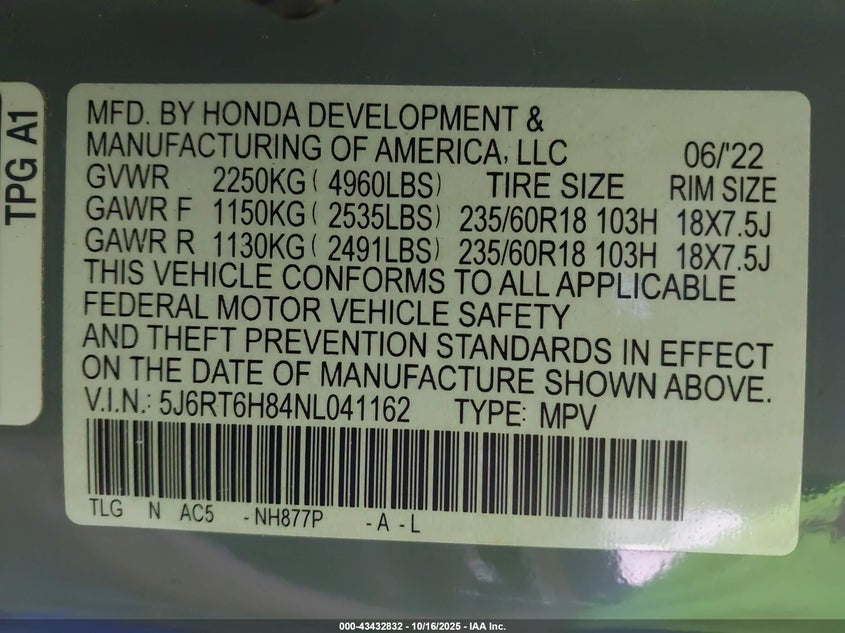 TPG A1
MFD. BY HONDA DEVELOPMENT &
MANUFACTURING OF AMERICA, LLC 06/'22
GVWR 2250KG ( 4960LBS) TIRE SIZE RIM SIZE
GAWR F 1150KG ( 2535LBS) 235/60R18 103H 18X7.5J
GAWR R 1130KG ( 2491LBS) 235/60R18 103H 18X7.5J
THIS VEHICLE CONFORMS TO ALL APPLICABLE
FEDERAL MOTOR VEHICLE SAFETY
AND THEFT PREVENTION STANDARDS IN EFFECT
ON THE DATE OF MANUFACTURE SHOWN ABOVE.
V.I.N.: 5J6RT6H84NL041162 TYPE: MPV
TLG N AC5 -NH877P -A -L
000-43432832 - 10/16/2025 - IAA Inc.